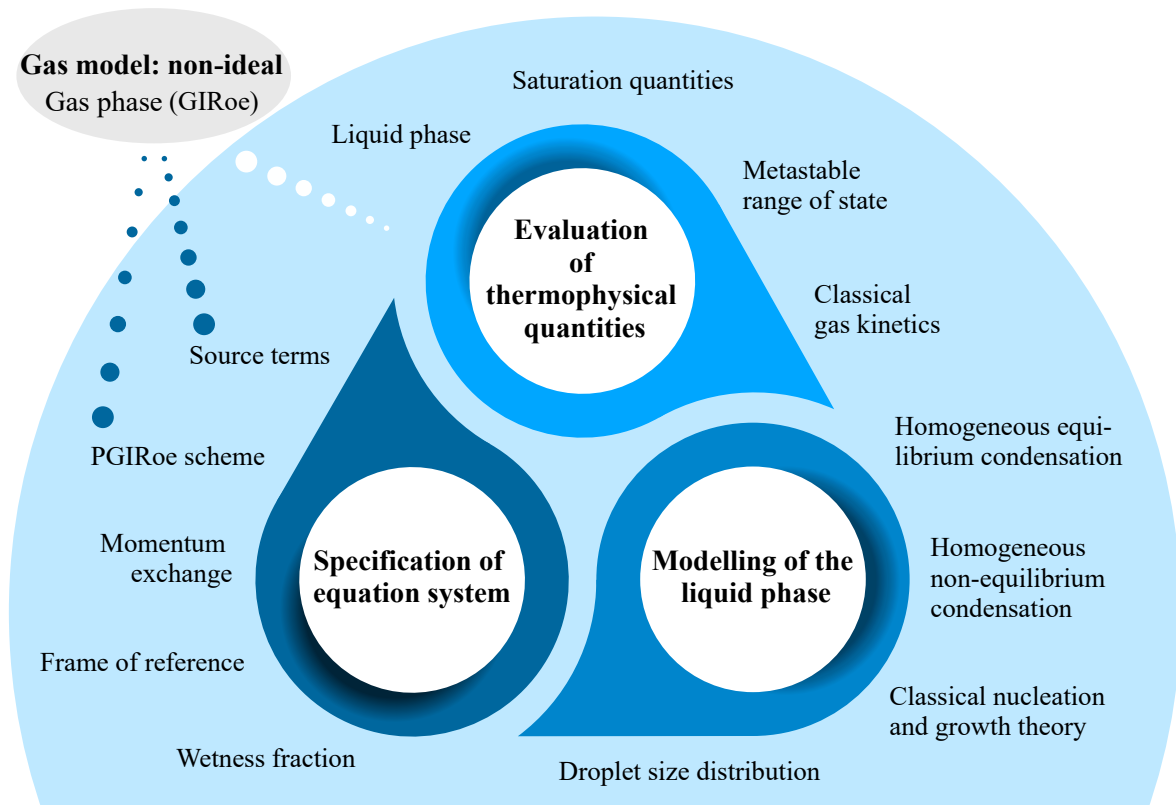 Gas model: non-ideal
Gas phase (GIRoe)
Saturation quantities
Liquid phase
Metastable
range of state
Evaluation
of
thermophysical
quantities
Classical
gas kinetics
Source terms
PGIRoe scheme
Homogeneous equi-
librium condensation
Momentum
exchange
Specification of
equation system
Modelling of the
liquid phase
Homogeneous
non-equilibrium
condensation
Frame of reference
Classical nucleation
and growth theory
Wetness fraction
Droplet size distribution